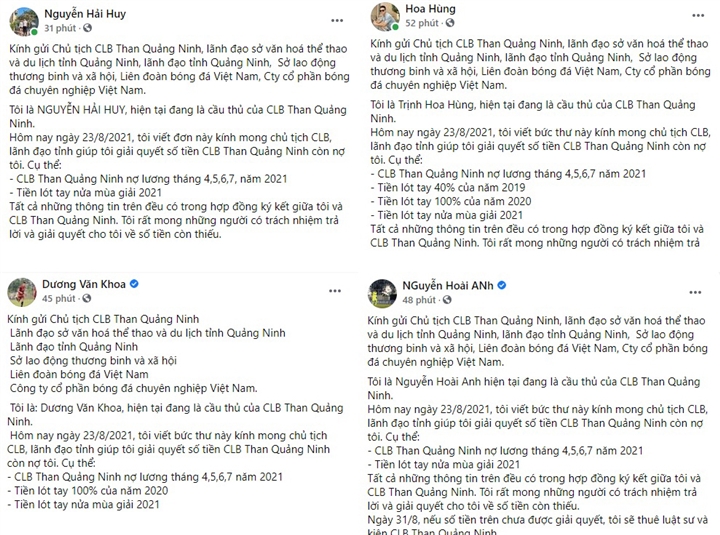 Nguyễn Hải Huy
31 phút ·
Kính gửi Chủ tịch CLB Than Quảng Ninh, lãnh đạo sở văn hoá thể thao
và du lịch tỉnh Quảng Ninh, lãnh đạo tỉnh Quảng Ninh, Sở lao động
thương binh và xã hội, Liên đoàn bóng đá Việt Nam, Cty cổ phần bóng
đá chuyên nghiệp Việt Nam.
Tôi là NGUYỄN HẢI HUY, hiện tại đang là cầu thủ của CLB Than Quảng
Ninh.
Hôm nay ngày 23/8/2021, tôi viết đơn này kính mong chủ tịch CLB,
lãnh đạo tỉnh giúp tôi giải quyết số tiền CLB Than Quảng Ninh còn nợ
tôi. Cụ thể:
- CLB Than Quảng Ninh nợ lương tháng 4,5,6,7, năm 2021
- Tiền lót tay nửa mùa giải 2021
Tất cả những thông tin trên đều có trong hợp đồng ký kết giữa tôi và
CLB Than Quảng Ninh. Tôi rất mong những người có trách nhiệm trả
lời và giải quyết cho tôi về số tiền còn thiếu.
Hoa Hùng
52 phút ·
Kính gửi Chủ tịch CLB Than Quảng Ninh, lãnh đạo sở văn hoá thể thao
và du lịch tỉnh Quảng Ninh, lãnh đạo tỉnh Quảng Ninh, Sở lao động
thương binh và xã hội, Liên đoàn bóng đá Việt Nam, Cty cổ phần bóng
đá chuyên nghiệp Việt Nam.
Tôi là Trịnh Hoa Hùng, hiện tại đang là cầu thủ của CLB Than Quảng
Ninh.
Hôm nay ngày 23/8/2021, tôi viết bức thư này kính mong chủ tịch CLB,
lãnh đạo tỉnh giúp tôi giải quyết số tiền CLB Than Quảng Ninh còn nợ
tôi. Cụ thể:
- CLB Than Quảng Ninh nợ lương tháng 4,5,6,7 năm 2021
- Tiền lót tay 40% của năm 2019
- Tiền lót tay 100% của năm 2020
- Tiền lót tay nửa mùa giải 2021
Tất cả những thông tin trên đều có trong hợp đồng ký kết giữa tôi và
CLB Than Quảng Ninh. Tôi rất mong những người có trách nhiệm trả
Dương Văn Khoa
45 phút ·
Kính gửi Chủ tịch CLB Than Quảng Ninh
Lãnh đạo sở văn hoá thể thao và du lịch tỉnh Quảng Ninh
Lãnh đạo tỉnh Quảng Ninh
Sở lao động thương binh và xã hội
Liên đoàn bóng đá Việt Nam
Công ty cổ phần bóng đá chuyên nghiệp Việt Nam.
Tôi là: Dương Văn Khoa, hiện tại đang là cầu thủ của CLB Than Quảng
Ninh.
Hôm nay ngày 23/8/2021, tôi viết bức thư này kính mong chủ tịch
CLB, lãnh đạo tỉnh giúp tôi giải quyết số tiền CLB Than Quảng Ninh
còn nợ tôi. Cụ thể:
- CLB Than Quảng Ninh nợ lương tháng 4,5,6,7 năm 2021
- Tiền lót tay 100% của năm 2020
- Tiền lót tay nửa mùa giải 2021
NGuyễn Hoài ANh
48 phút ·
Kính gửi Chủ tịch CLB Than Quảng Ninh, lãnh đạo sở văn hoá thể thao
và du lịch tỉnh Quảng Ninh, lãnh đạo tỉnh Quảng Ninh, Sở lao động
thương binh và xã hội, Liên đoàn bóng đá Việt Nam, Cty cổ phần bóng
đá chuyên nghiệp Việt Nam.
Tôi là Nguyễn Hoài Anh hiện tại đang là cầu thủ của CLB Than Quảng
Ninh.
Hôm nay ngày 23/8/2021, tôi viết bức thư này kính mong chủ tịch CLB,
lãnh đạo tỉnh giúp tôi giải quyết số tiền CLB Than Quảng Ninh còn nợ
tôi. Cụ thể:
- CLB Than Quảng Ninh nợ lương tháng 4,5,6,7 năm 2021
- Tiền lót tay nửa mùa giải 2021
Tất cả những thông tin trên đều có trong hợp đồng ký kết giữa tôi và
CLB Than Quảng Ninh. Tôi rất mong những người có trách nhiệm trả
lời và giải quyết cho tôi về số tiền còn thiếu.
Ngày 31/8, nếu số tiền trên chưa được giải quyết, tôi sẽ thuê luật sư và
kiện CLB Than Quảng Ninh